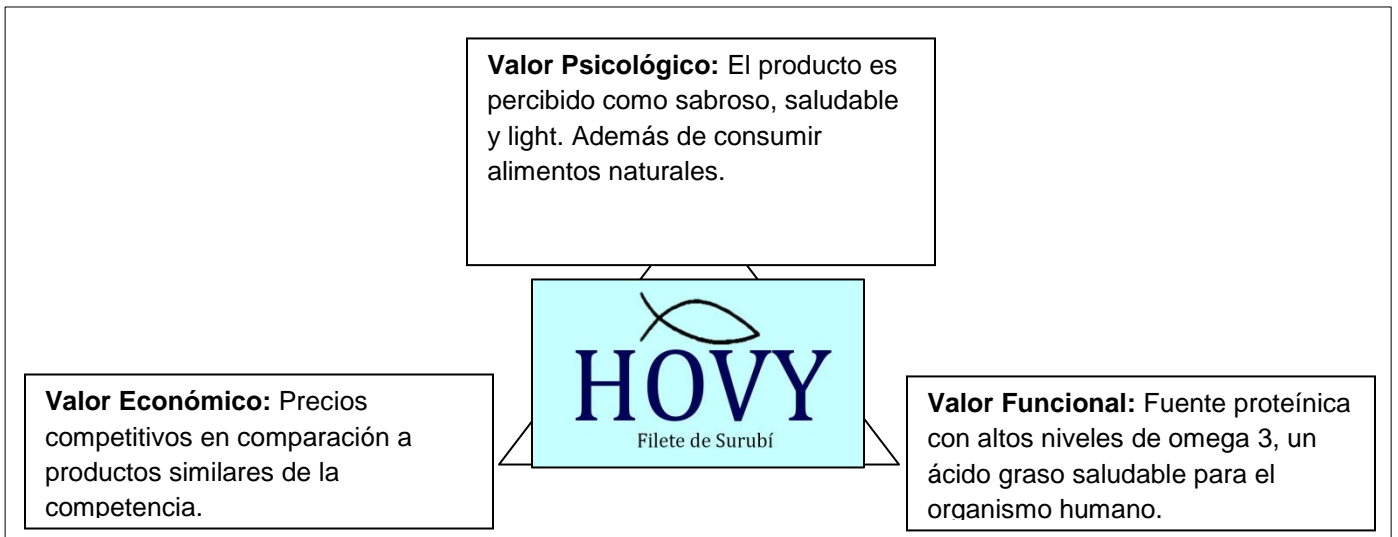 Valor Psicológico: El producto es
percibido como sabroso, saludable
y light. Además de consumir
alimentos naturales.
HOVY
Filete de Surubí
Valor Económico: Precios
competitivos en comparación a
productos similares de la
competencia.
Valor Funcional: Fuente proteínica
con altos niveles de omega 3, un
ácido graso saludable para el
organismo humano.